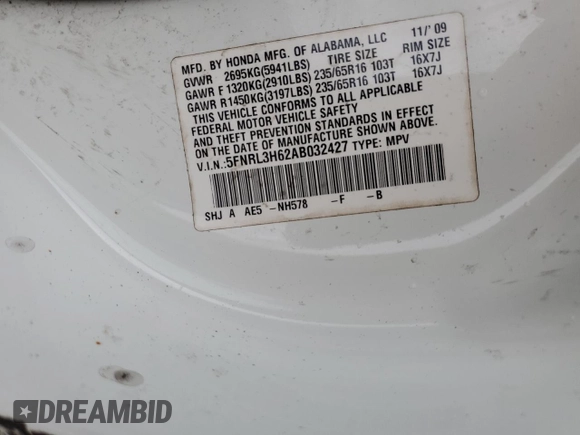 MFD. BY HONDA MFG. OF ALABAMA, LLC 11/'09
GVWR 2695KG(5941LBS) TIRE SIZE RIM SIZE
GAWR F 1320KG(2910LBS) 235/65R16 103T 16X7J
GAWR R1450KG(3197LBS) 235/65R16 103T 16X7J
THIS VEHICLE CONFORMS TO ALL APPLICABLE
FEDERAL MOTOR VEHICLE SAFETY
AND THEFT PREVENTION STANDARDS IN EFFECT
ON THE DATE OF MANUFACTURE SHOWN ABOVE.
V.I.N.:5FNRL3H62AB032427 TYPE: MPV
SHJ A AE5 -NH578 -F -B
DREAMBID